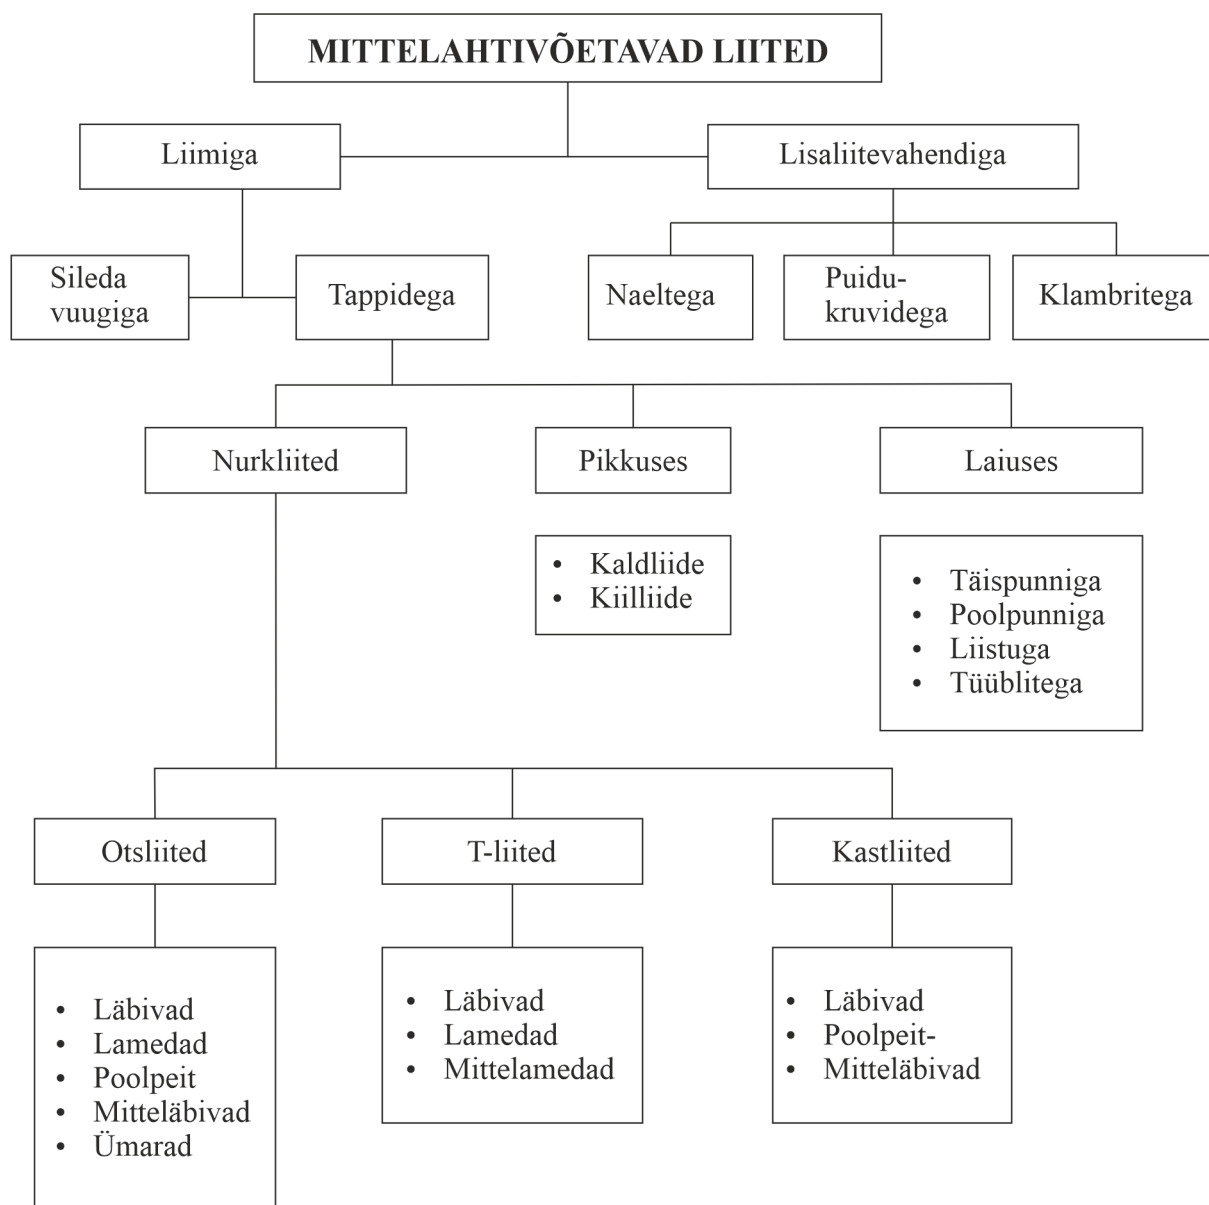 MITTELAHTIVÕETAVAD LIITED
Liimiga
Lisaliitevahendiga
Sileda
vuugiga
Tappidega
Naeltega
Puidu-
kruvidega
Klambritega
Nurkliited
Pikkuses
Laiuses
• Kaldliide
• Kiilliide
• Täispunniga
• Poolpunniga
• Liistuga
• Tüüblitega
Otsliited
T-liited
Kastliited
• Läbivad
• Lamedad
• Poolpeit
• Mitteläbivad
• Ümarad
• Läbivad
• Lamedad
• Mittelamedad
• Läbivad
• Poolpeit-
• Mitteläbivad